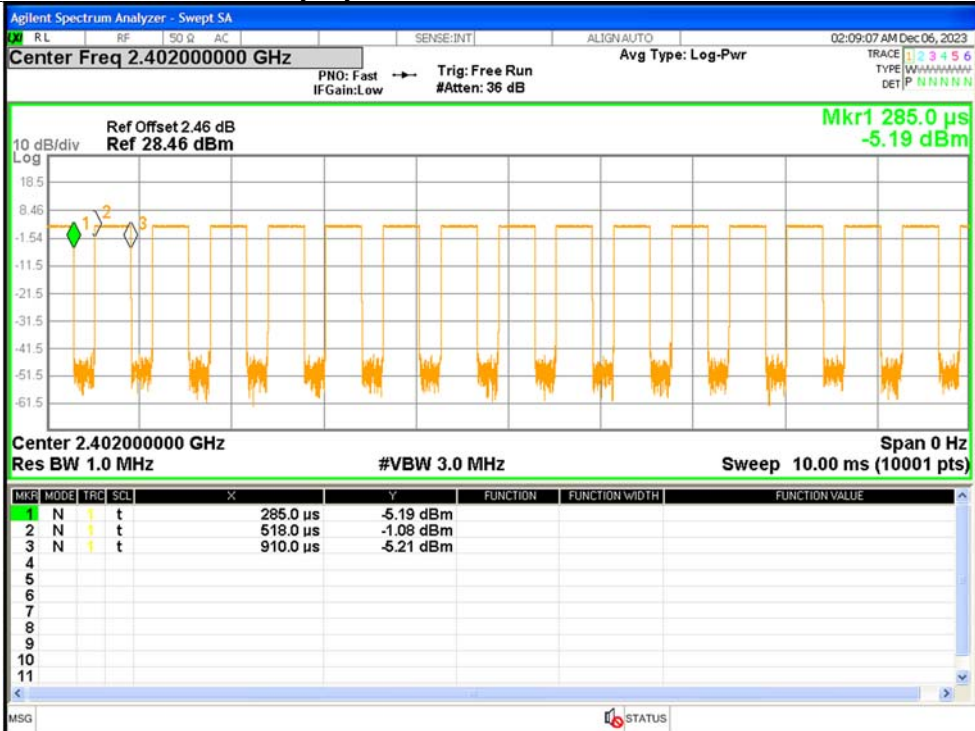 Agilent Spectrum Analyzer - Swept SA
LXI RL RF 50 Ω AC SENSE:INT ALIGN AUTO 02:09:07 AM Dec 06, 2023
Center Freq 2.402000000 GHz
PNO: Fast Trig: Free Run
IFGain:Low #Atten: 36 dB
Avg Type: Log-Pwr
TRACE 1 2 3 4 5 6
TYPE W
DET P N N N N N
Mkr1 285.0 µs
-5.19 dBm
Ref Offset 2.46 dB
10 dB/div Ref 28.46 dBm
Log
18.5
8.46
-1.54
-11.5
-21.5
-31.5
-41.5
-51.5
-61.5
1 2 3
Center 2.402000000 GHz Span 0 Hz
Res BW 1.0 MHz #VBW 3.0 MHz Sweep 10.00 ms (10001 pts)
MKR MODE TRC SCL X Y FUNCTION FUNCTION WIDTH FUNCTION VALUE
1 N 1 t 285.0 µs -5.19 dBm
2 N 1 t 518.0 µs -1.08 dBm
3 N 1 t 910.0 µs -5.21 dBm
4
5
6
7
8
9
10
11
MSG STATUS